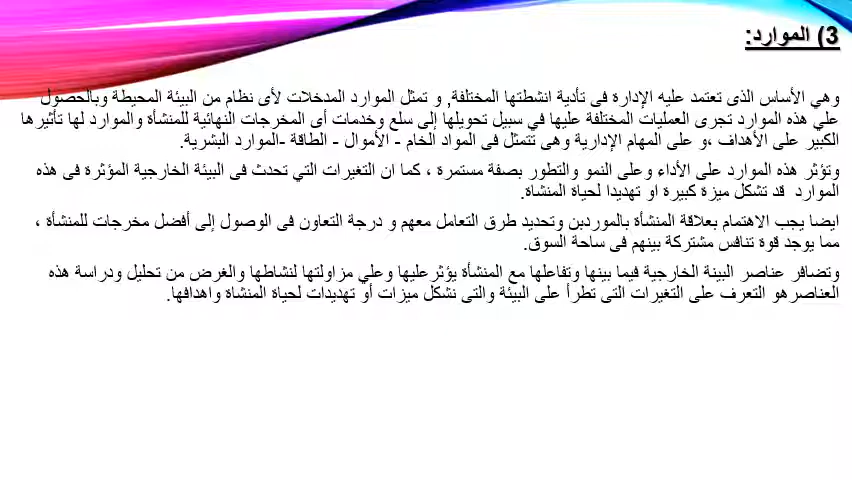 3) الموارد:
وهي الأساس الذى تعتمد عليه الإدارة فى تأدية انشطتها المختلفة, و تمثل الموارد المدخلات لأى نظام من البيئة المحيطة وبالحصول
علي هذه الموارد تجرى العمليات المختلفة عليها في سبيل تحويلها إلى سلع وخدمات أى المخرجات النهائية للمنشأة والموارد لها تأثيرها
الكبير على الأهداف ،و على المهام الإدارية وهى تتمثل فى المواد الخام - الأموال - الطاقة -الموارد البشرية.
وتؤثر هذه الموارد على الأداء وعلى النمو والتطور بصفة مستمرة ، كما ان التغيرات التي تحدث فى البيئة الخارجية المؤثرة فى هذه
الموارد قد تشكل ميزة كبيرة او تهديدا لحياة المنشاة.
ايضا يجب الاهتمام بعلاقة المنشأة بالموردين وتحديد طرق التعامل معهم و درجة التعاون فى الوصول إلى أفضل مخرجات للمنشأة ،
مما يوجد قوة تنافس مشتركة بينهم فى ساحة السوق.
وتضافر عناصر البيئة الخارجية فيما بينها وتفاعلها مع المنشأة يؤثرعليها وعلي مزاولتها لنشاطها والغرض من تحليل ودراسة هذه
العناصرهو التعرف على التغيرات التى تطرأ على البيئة والتى نشكل ميزات أو تهديدات لحياة المنشاة واهدافها.